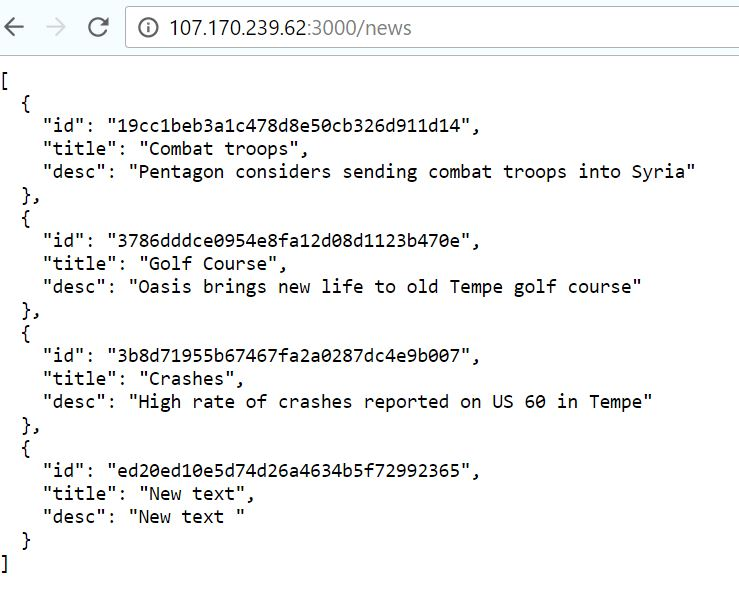 107.170.239.62:3000/news
[
  {
    "id": "19cc1beb3a1c478d8e50cb326d911d14",
    "title": "Combat troops",
    "desc": "Pentagon considers sending combat troops into Syria"
  },
  {
    "id": "3786dddce0954e8fa12d08d1123b470e",
    "title": "Golf Course",
    "desc": "Oasis brings new life to old Tempe golf course"
  },
  {
    "id": "3b8d71955b67467fa2a0287dc4e9b007",
    "title": "Crashes",
    "desc": "High rate of crashes reported on US 60 in Tempe"
  },
  {
    "id": "ed20ed10e5d74d26a4634b5f72992365",
    "title": "New text",
    "desc": "New text "
  }
]